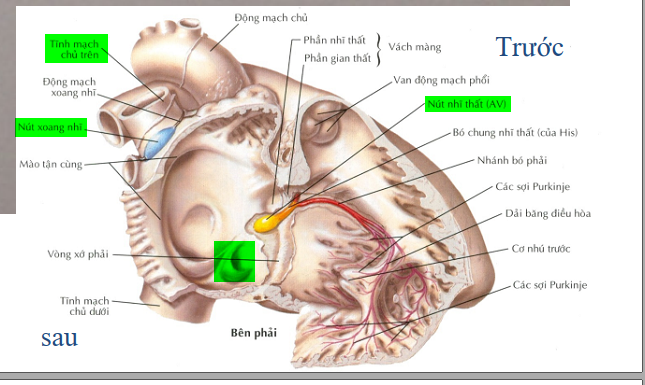 Động mạch chủ
Tĩnh mạch
chủ trên
Phần nhĩ thất
Phần gian thất
Vách màng
Trước
Động mạch
xoang nhĩ
Van động mạch phổi
Nút nhĩ thất (AV)
Nút xoang nhĩ
Bó chung nhĩ thất (của His)
Nhánh bó phải
Mào tận cùng
Các sợi Purkinje
Dải băng điều hòa
Vòng xơ phải
Cơ nhú trước
Các sợi Purkinje
Tĩnh mạch
chủ dưới
sau
Bên phải